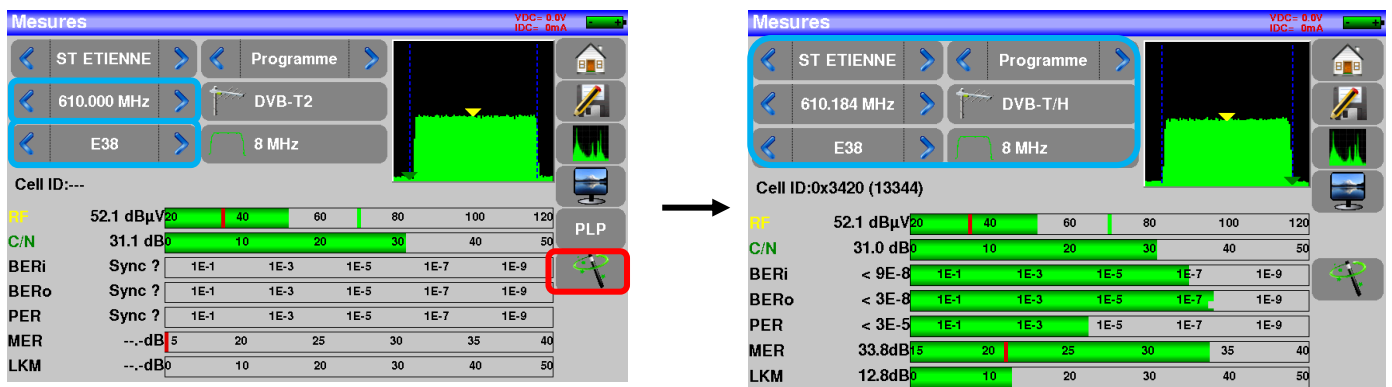 Mesures
VDC= 0.0V
IDC= 0mA
ST ETIENNE
Programme
610.000 MHz
DVB-T2
E38
8 MHz
Cell ID:---
RF 52.1 dBµV 20 40 60 80 100 120
PLP
C/N 31.1 dB 0 10 20 30 40 50
BERi Sync ? 1E-1 1E-3 1E-5 1E-7 1E-9
BERo Sync ? 1E-1 1E-3 1E-5 1E-7 1E-9
PER Sync ? 1E-1 1E-3 1E-5 1E-7 1E-9
MER --.-dB 5 20 25 30 35 40
LKM --.-dB 0 10 20 30 40 50
Mesures
VDC= 0.0V
IDC= 0mA
ST ETIENNE
Programme
610.184 MHz
DVB-T/H
E38
8 MHz
Cell ID:0x3420 (13344)
RF 52.1 dBµV 20 40 60 80 100 120
C/N 31.0 dB 0 10 20 30 40 50
BERi < 9E-8 1E-1 1E-3 1E-5 1E-7 1E-9
BERo < 3E-8 1E-1 1E-3 1E-5 1E-7 1E-9
PER < 3E-5 1E-1 1E-3 1E-5 1E-7 1E-9
MER 33.8dB 15 20 25 30 35 40
LKM 12.8dB 0 10 20 30 40 50